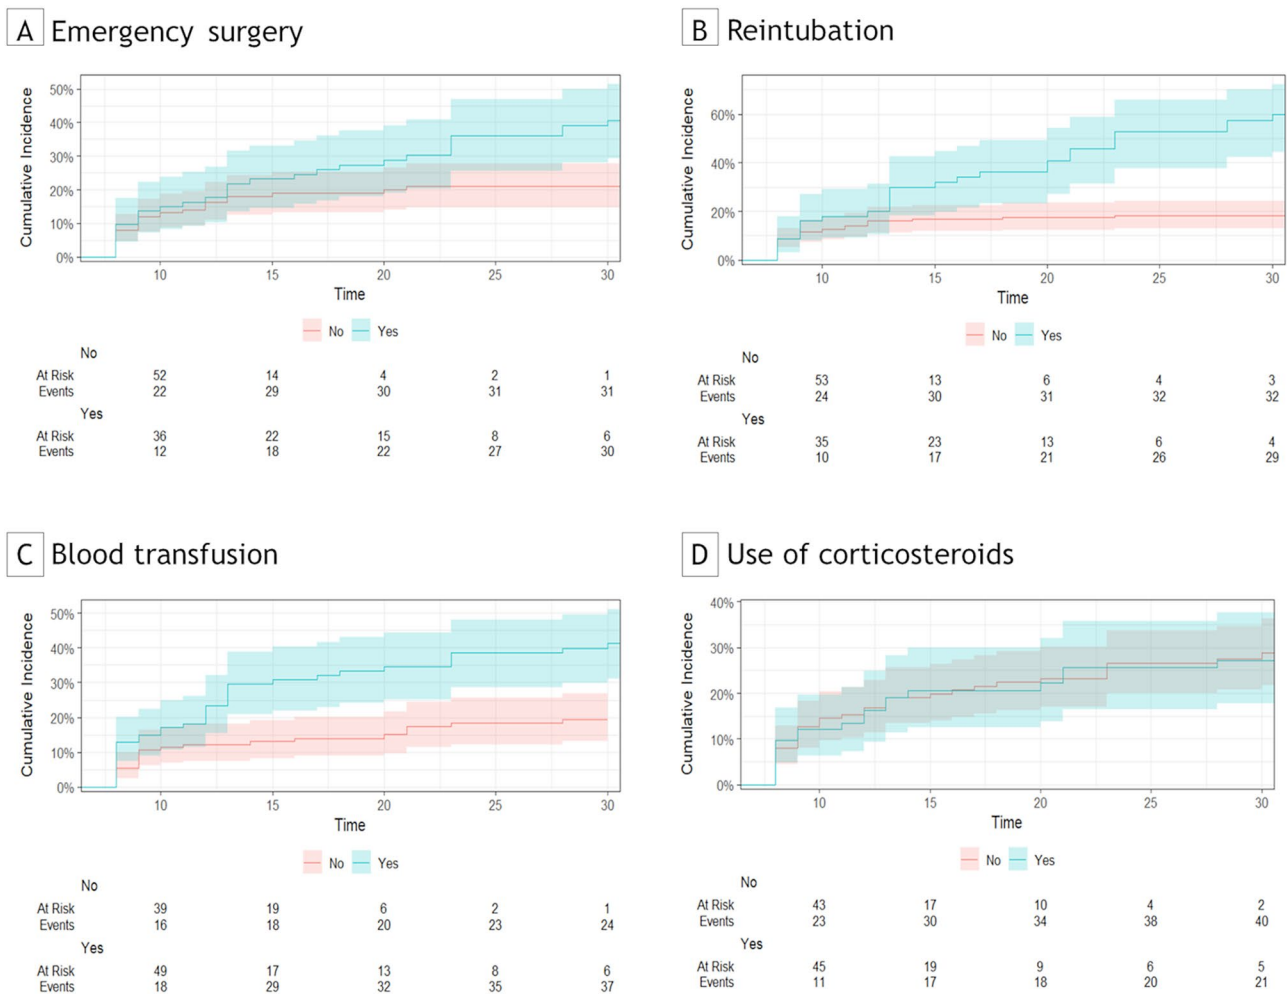 A Emergency surgery
Cumulative Incidence
50%
40%
30%
20%
10%
0%
10 15 20 25 30
Time
No Yes
No
At Risk 52 14 4 2 1
Events 22 29 30 31 31
Yes
At Risk 36 22 15 8 6
Events 12 18 22 27 30
B Reintubation
Cumulative Incidence
60%
40%
20%
0%
10 15 20 25 30
Time
No Yes
No
At Risk 53 13 6 4 3
Events 24 30 31 32 32
Yes
At Risk 35 23 13 6 4
Events 10 17 21 26 29
C Blood transfusion
Cumulative Incidence
50%
40%
30%
20%
10%
0%
10 15 20 25 30
Time
No Yes
No
At Risk 39 19 6 2 1
Events 16 18 20 23 24
Yes
At Risk 49 17 13 8 6
Events 18 29 32 35 37
D Use of corticosteroids
Cumulative Incidence
40%
30%
20%
10%
0%
10 15 20 25 30
Time
No Yes
No
At Risk 43 17 10 4 2
Events 23 30 34 38 40
Yes
At Risk 45 19 9 6 5
Events 11 17 18 20 21